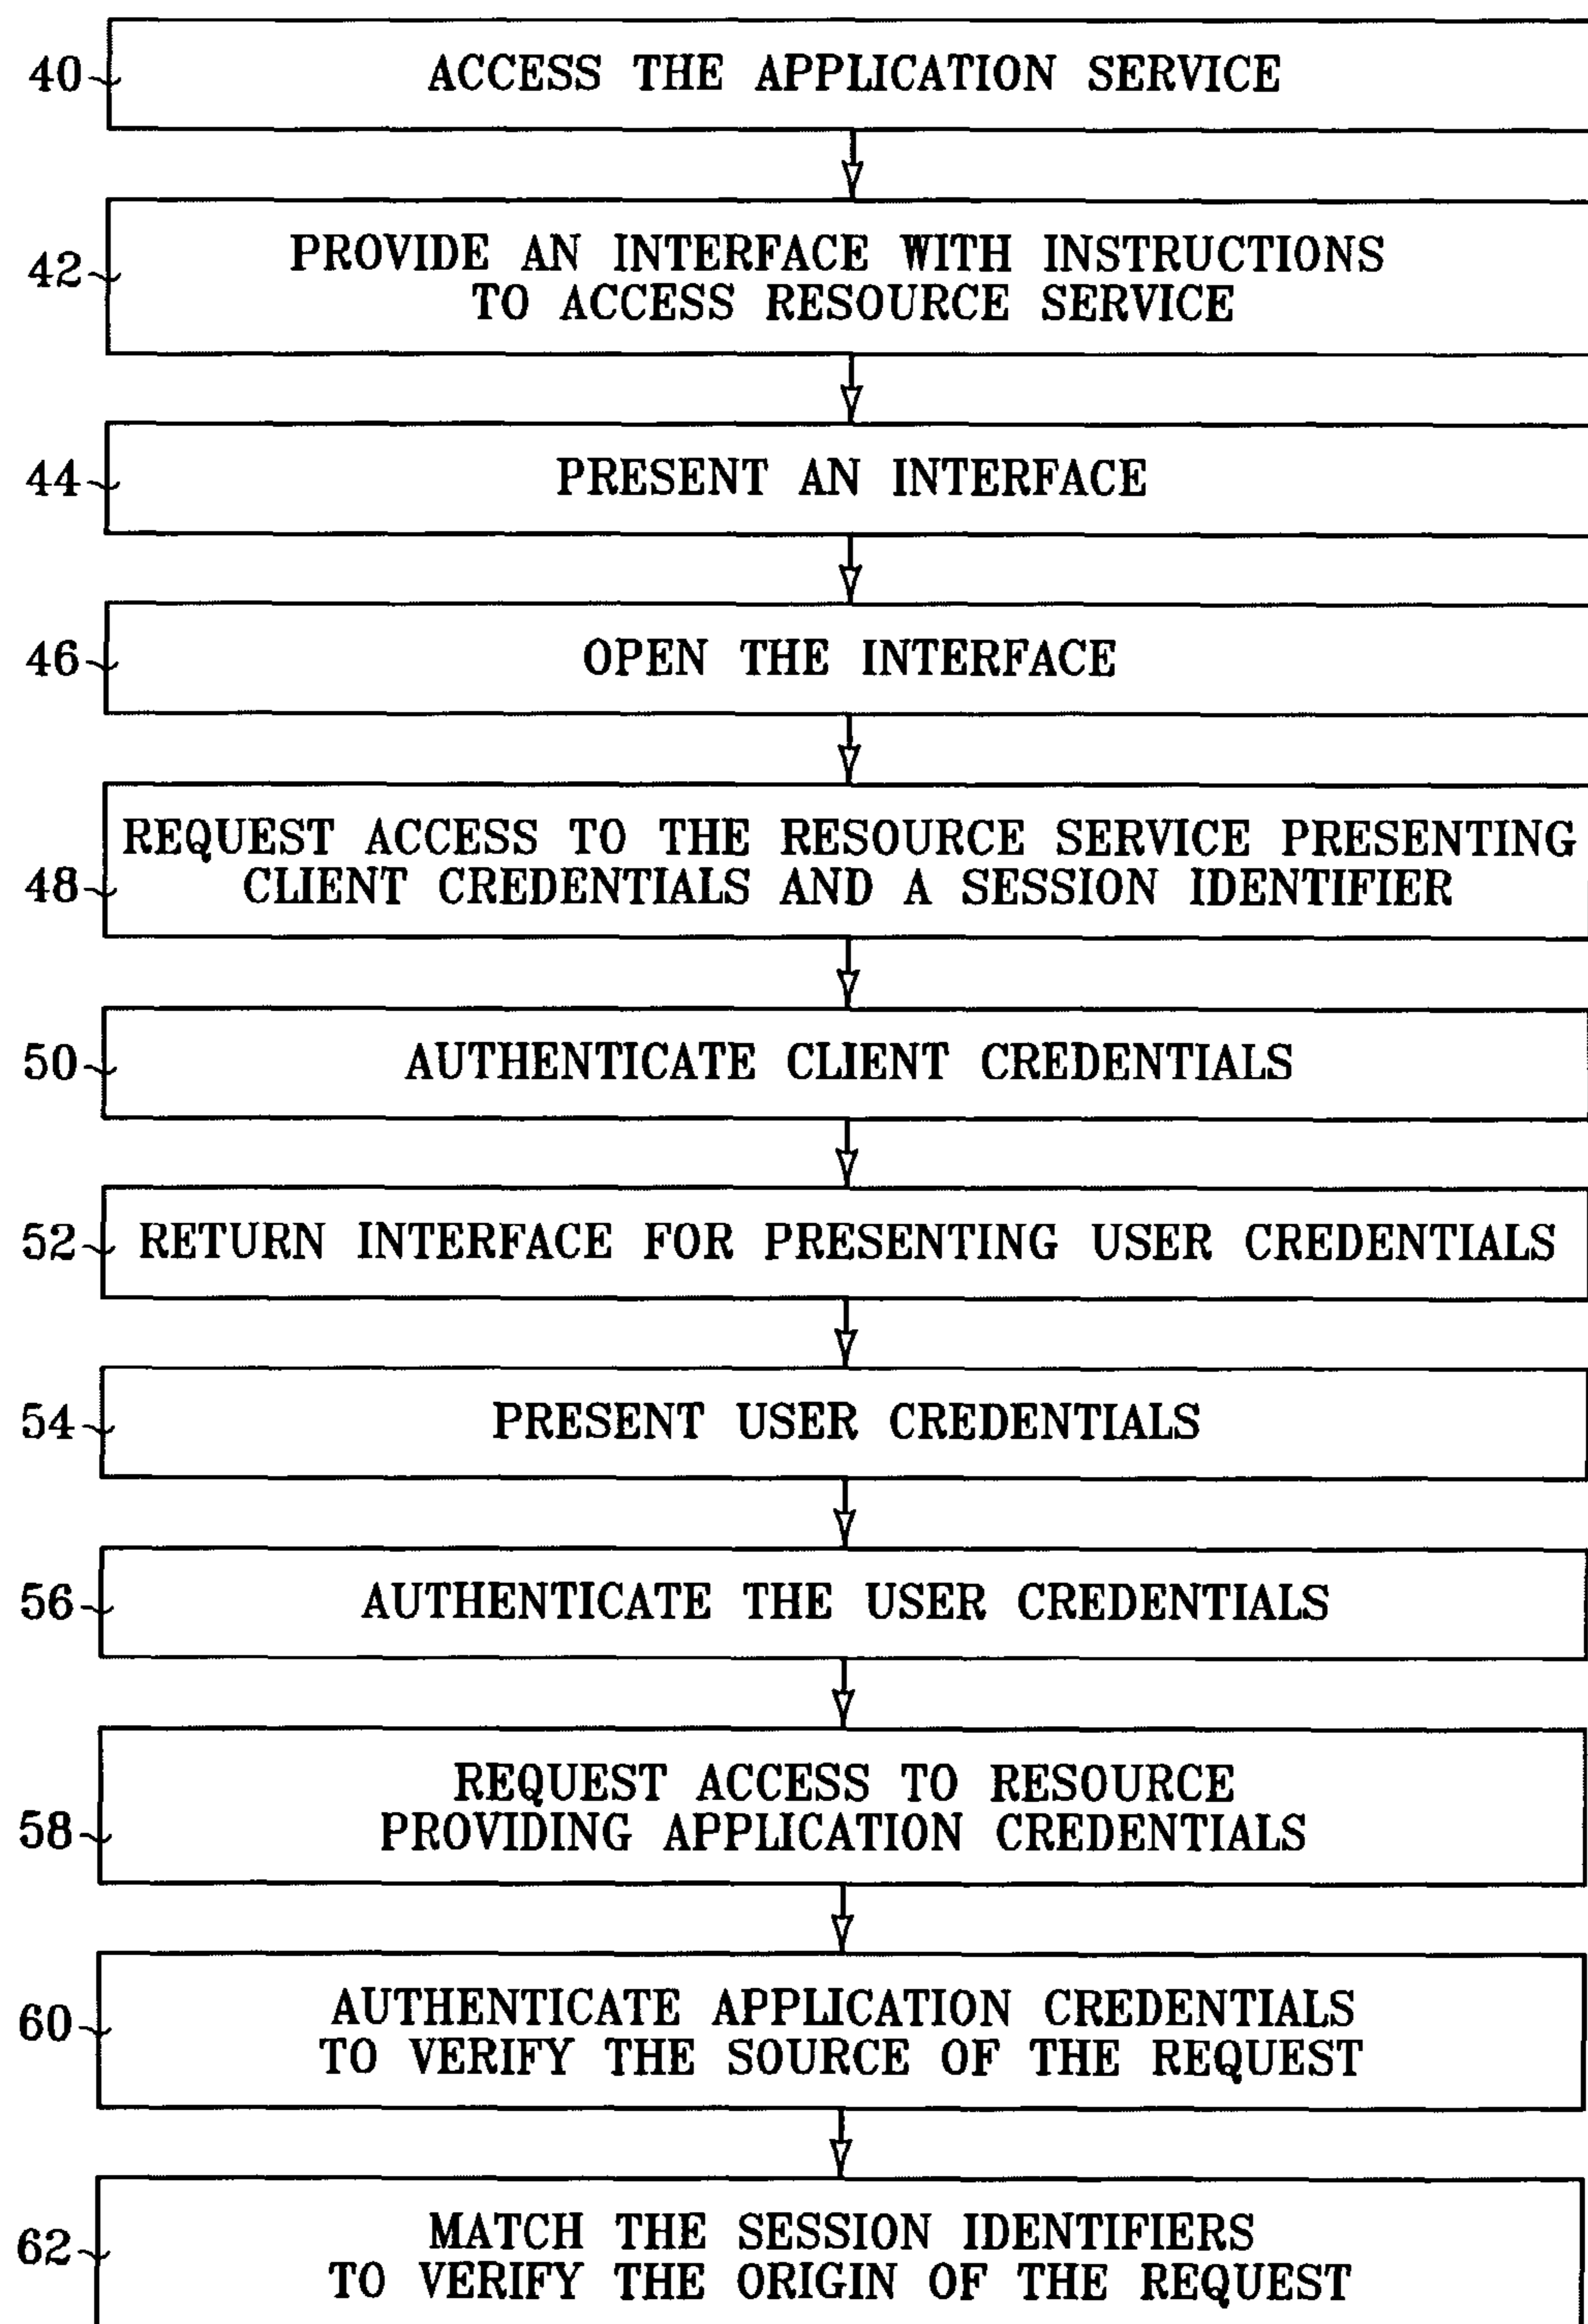 40 ACCESS THE APPLICATION SERVICE
42 PROVIDE AN INTERFACE WITH INSTRUCTIONS
TO ACCESS RESOURCE SERVICE
44 PRESENT AN INTERFACE
46 OPEN THE INTERFACE
REQUEST ACCESS TO THE RESOURCE SERVICE PRESENTING
48 CLIENT CREDENTIALS AND A SESSION IDENTIFIER
50 AUTHENTICATE CLIENT CREDENTIALS
52 RETURN INTERFACE FOR PRESENTING USER CREDENTIALS
54 PRESENT USER CREDENTIALS
56 AUTHENTICATE THE USER CREDENTIALS
REQUEST ACCESS TO RESOURCE
58 PROVIDING APPLICATION CREDENTIALS
AUTHENTICATE APPLICATION CREDENTIALS
60 TO VERIFY THE SOURCE OF THE REQUEST
MATCH THE SESSION IDENTIFIERS
62 TO VERIFY THE ORIGIN OF THE REQUEST